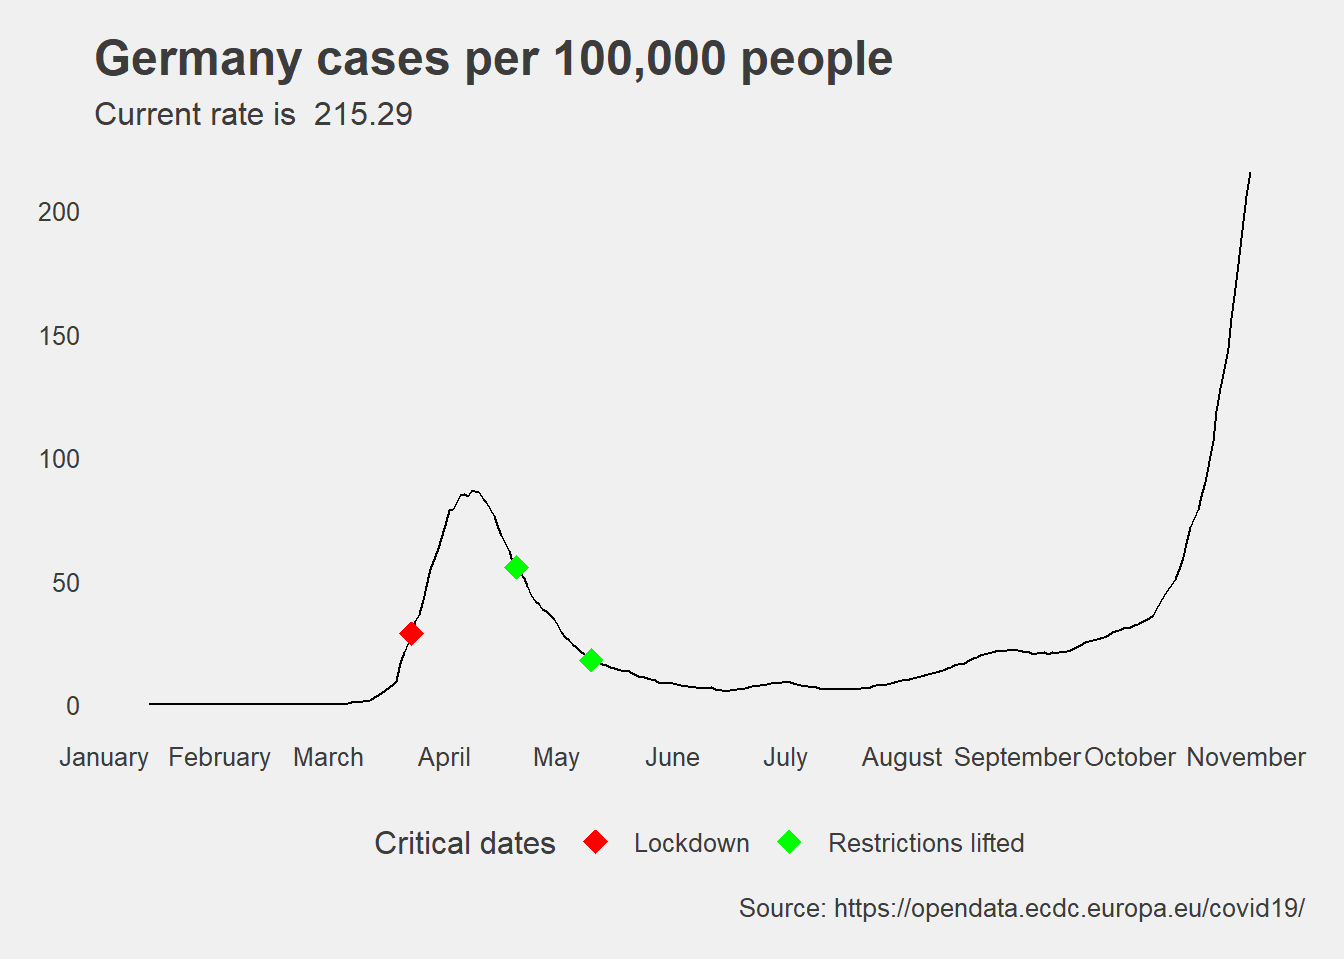 Germany cases per 100,000 people
Current rate is  215.29
200
150
100
50
0
January February March April May June July August September October November
Critical dates Lockdown Restrictions lifted
Source: https://opendata.ecdc.europa.eu/covid19/